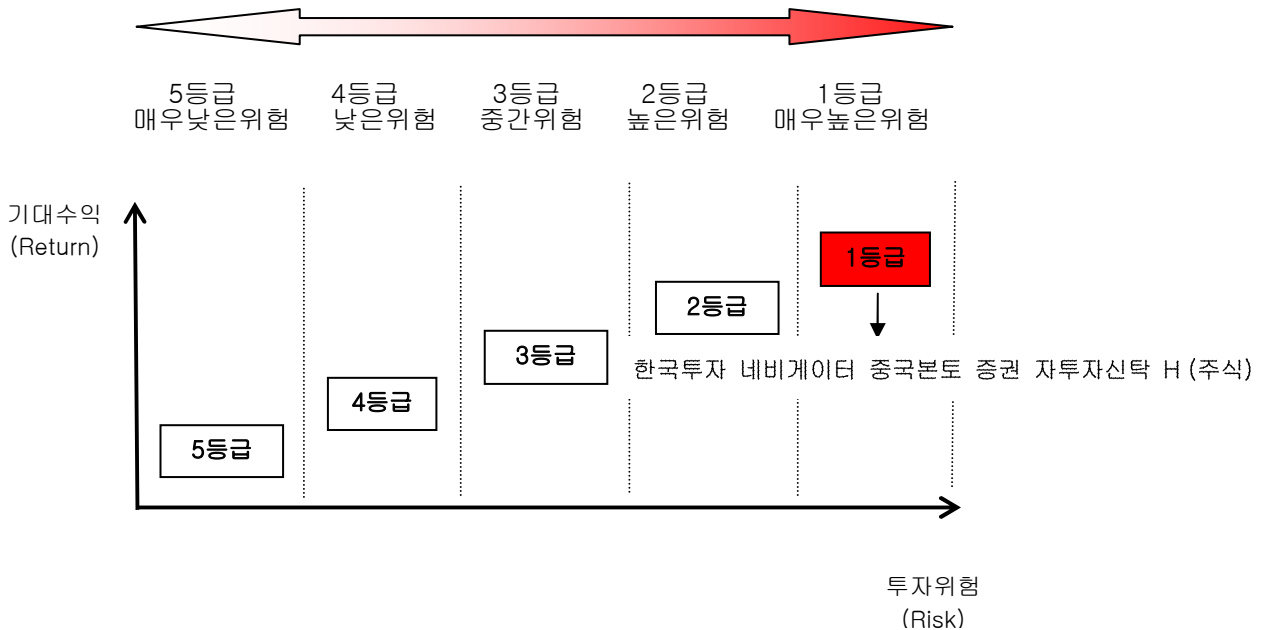 5등급 4등급 3등급 2등급 1등급
매우낮은위험 낮은위험 중간위험 높은위험 매우높은위험
기대수익
(Return)
1등급
2등급
3등급
한국투자 네비게이터 중국본토 증권 자투자신탁 H (주식)
4등급
5등급
투자위험
(Risk)